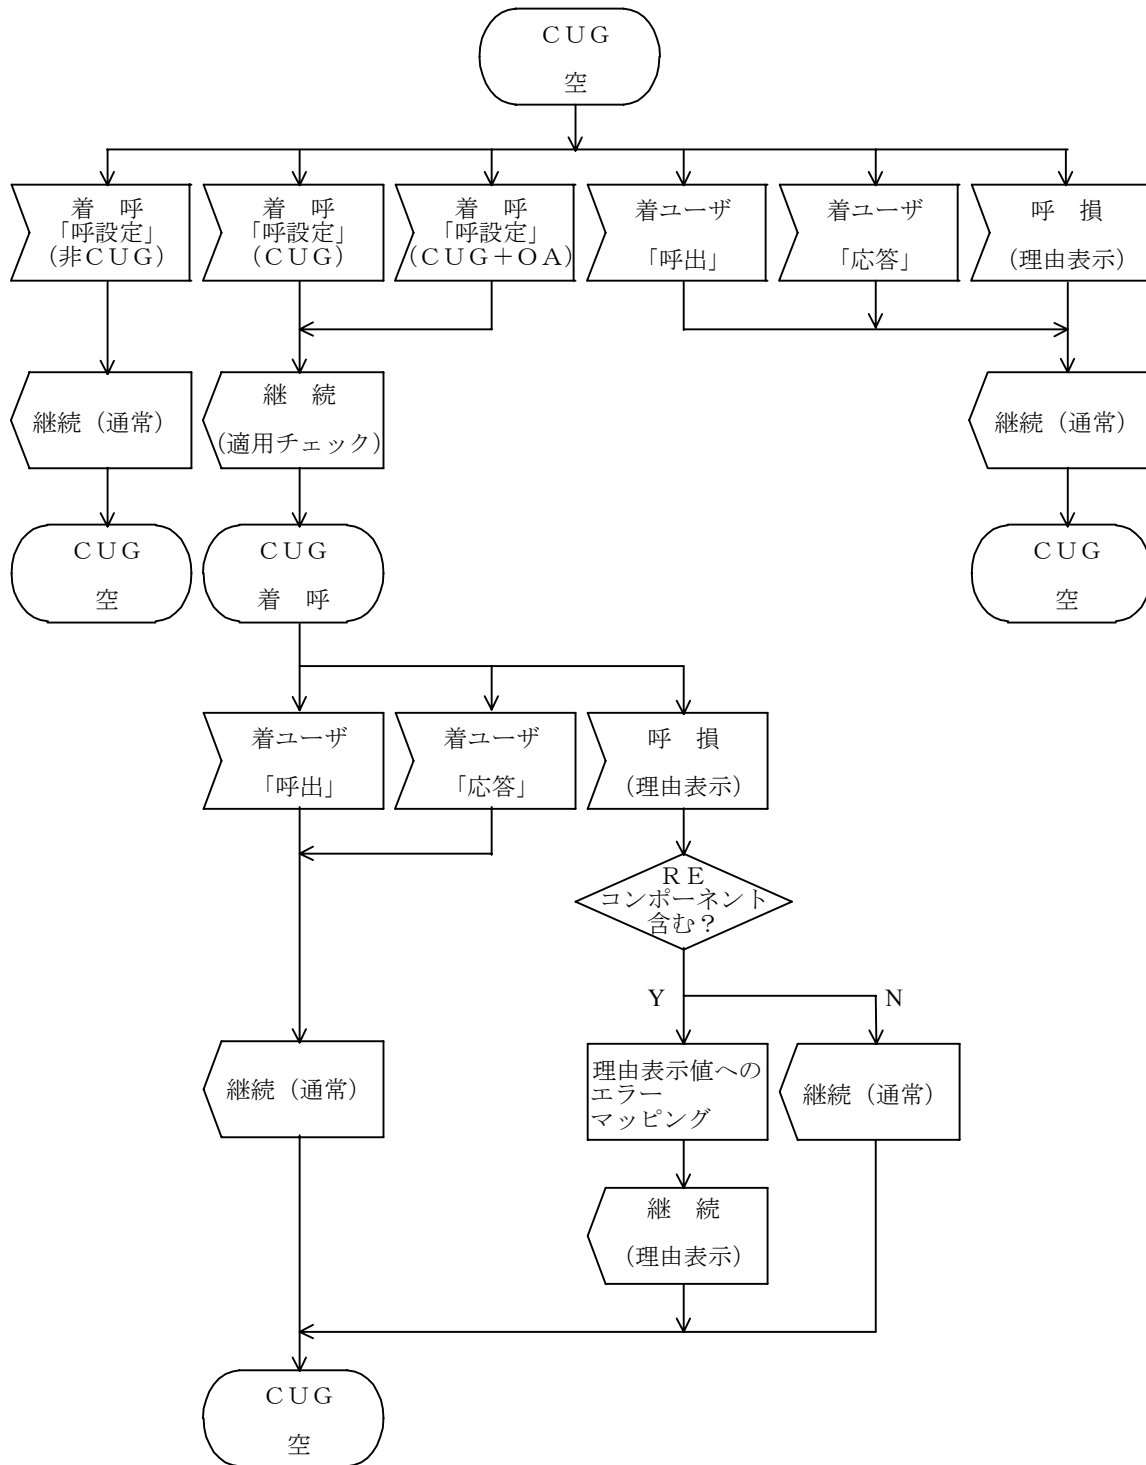 ＣＵＧ
空
着　呼
「呼設定」
（非ＣＵＧ）
着　呼
「呼設定」
（ＣＵＧ）
着　呼
「呼設定」
（ＣＵＧ＋ＯＡ）
着ユーザ
「呼出」
着ユーザ
「応答」
呼　損
（理由表示）
継続（通常）
継　続
（適用チェック）
継続（通常）
ＣＵＧ
空
ＣＵＧ
着　呼
ＣＵＧ
空
着ユーザ
「呼出」
着ユーザ
「応答」
呼　損
（理由表示）
ＲＥ
コンポーネント
含む？
Y
N
継続（通常）
理由表示値への
エラー
マッピング
継続（通常）
継　続
（理由表示）
ＣＵＧ
空